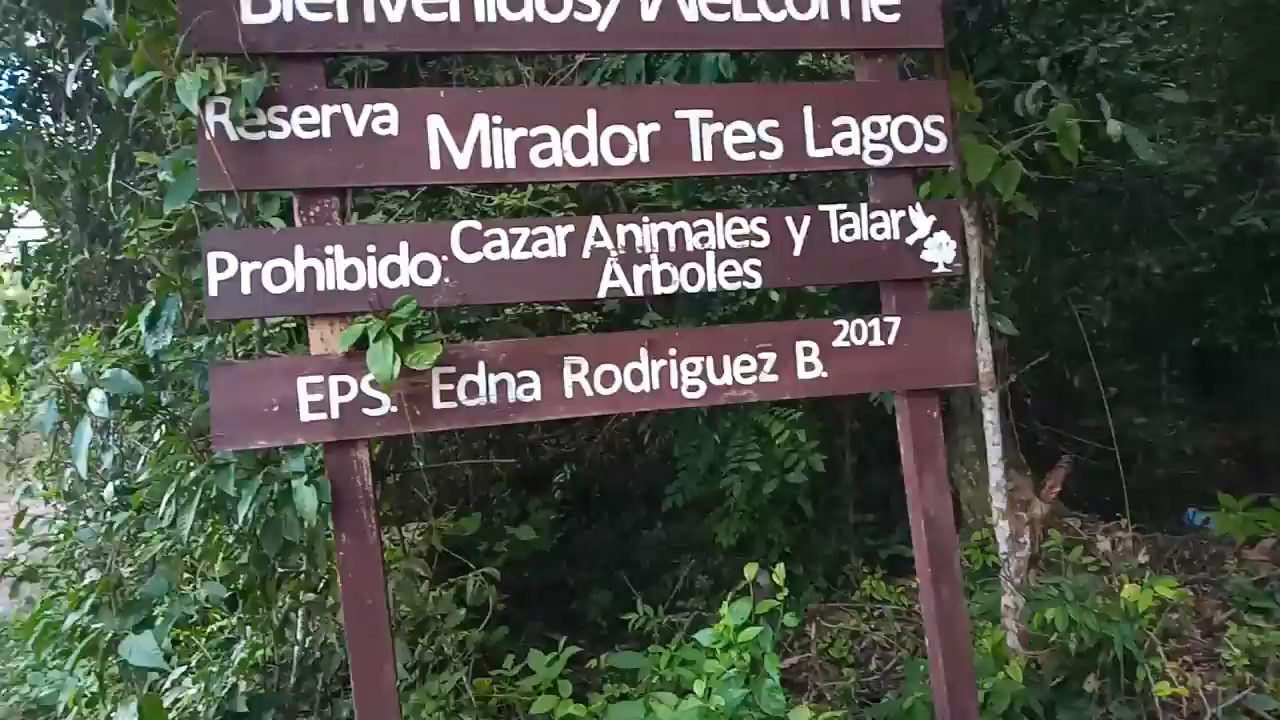 Bienvenidos/Welcome
Reserva Mirador Tres Lagos
Prohibido: Cazar Animales y Talar
Árboles
EPS. Edna Rodriguez B. 2017